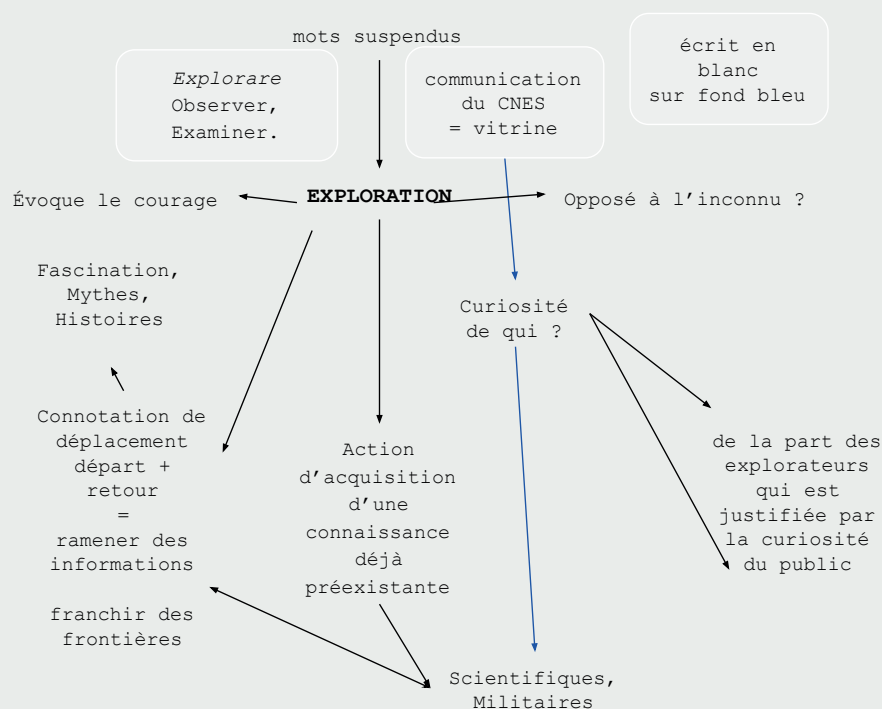 mots suspendus
Explorare
Observer,
Examiner.
communication
du CNES
= vitrine
écrit en
blanc
sur fond bleu
Évoque le courage
EXPLORATION
Opposé à l’inconnu ?
Fascination,
Mythes,
Histoires
Curiosité
de qui ?
Connotation de
déplacement
départ +
retour
=
ramener des
informations
franchir des
frontières
Action
d’acquisition
d’une
connaissance
déjà
préexistante
de la part des
explorateurs
qui est
justifiée par
la curiosité
du public
Scientifiques,
Militaires